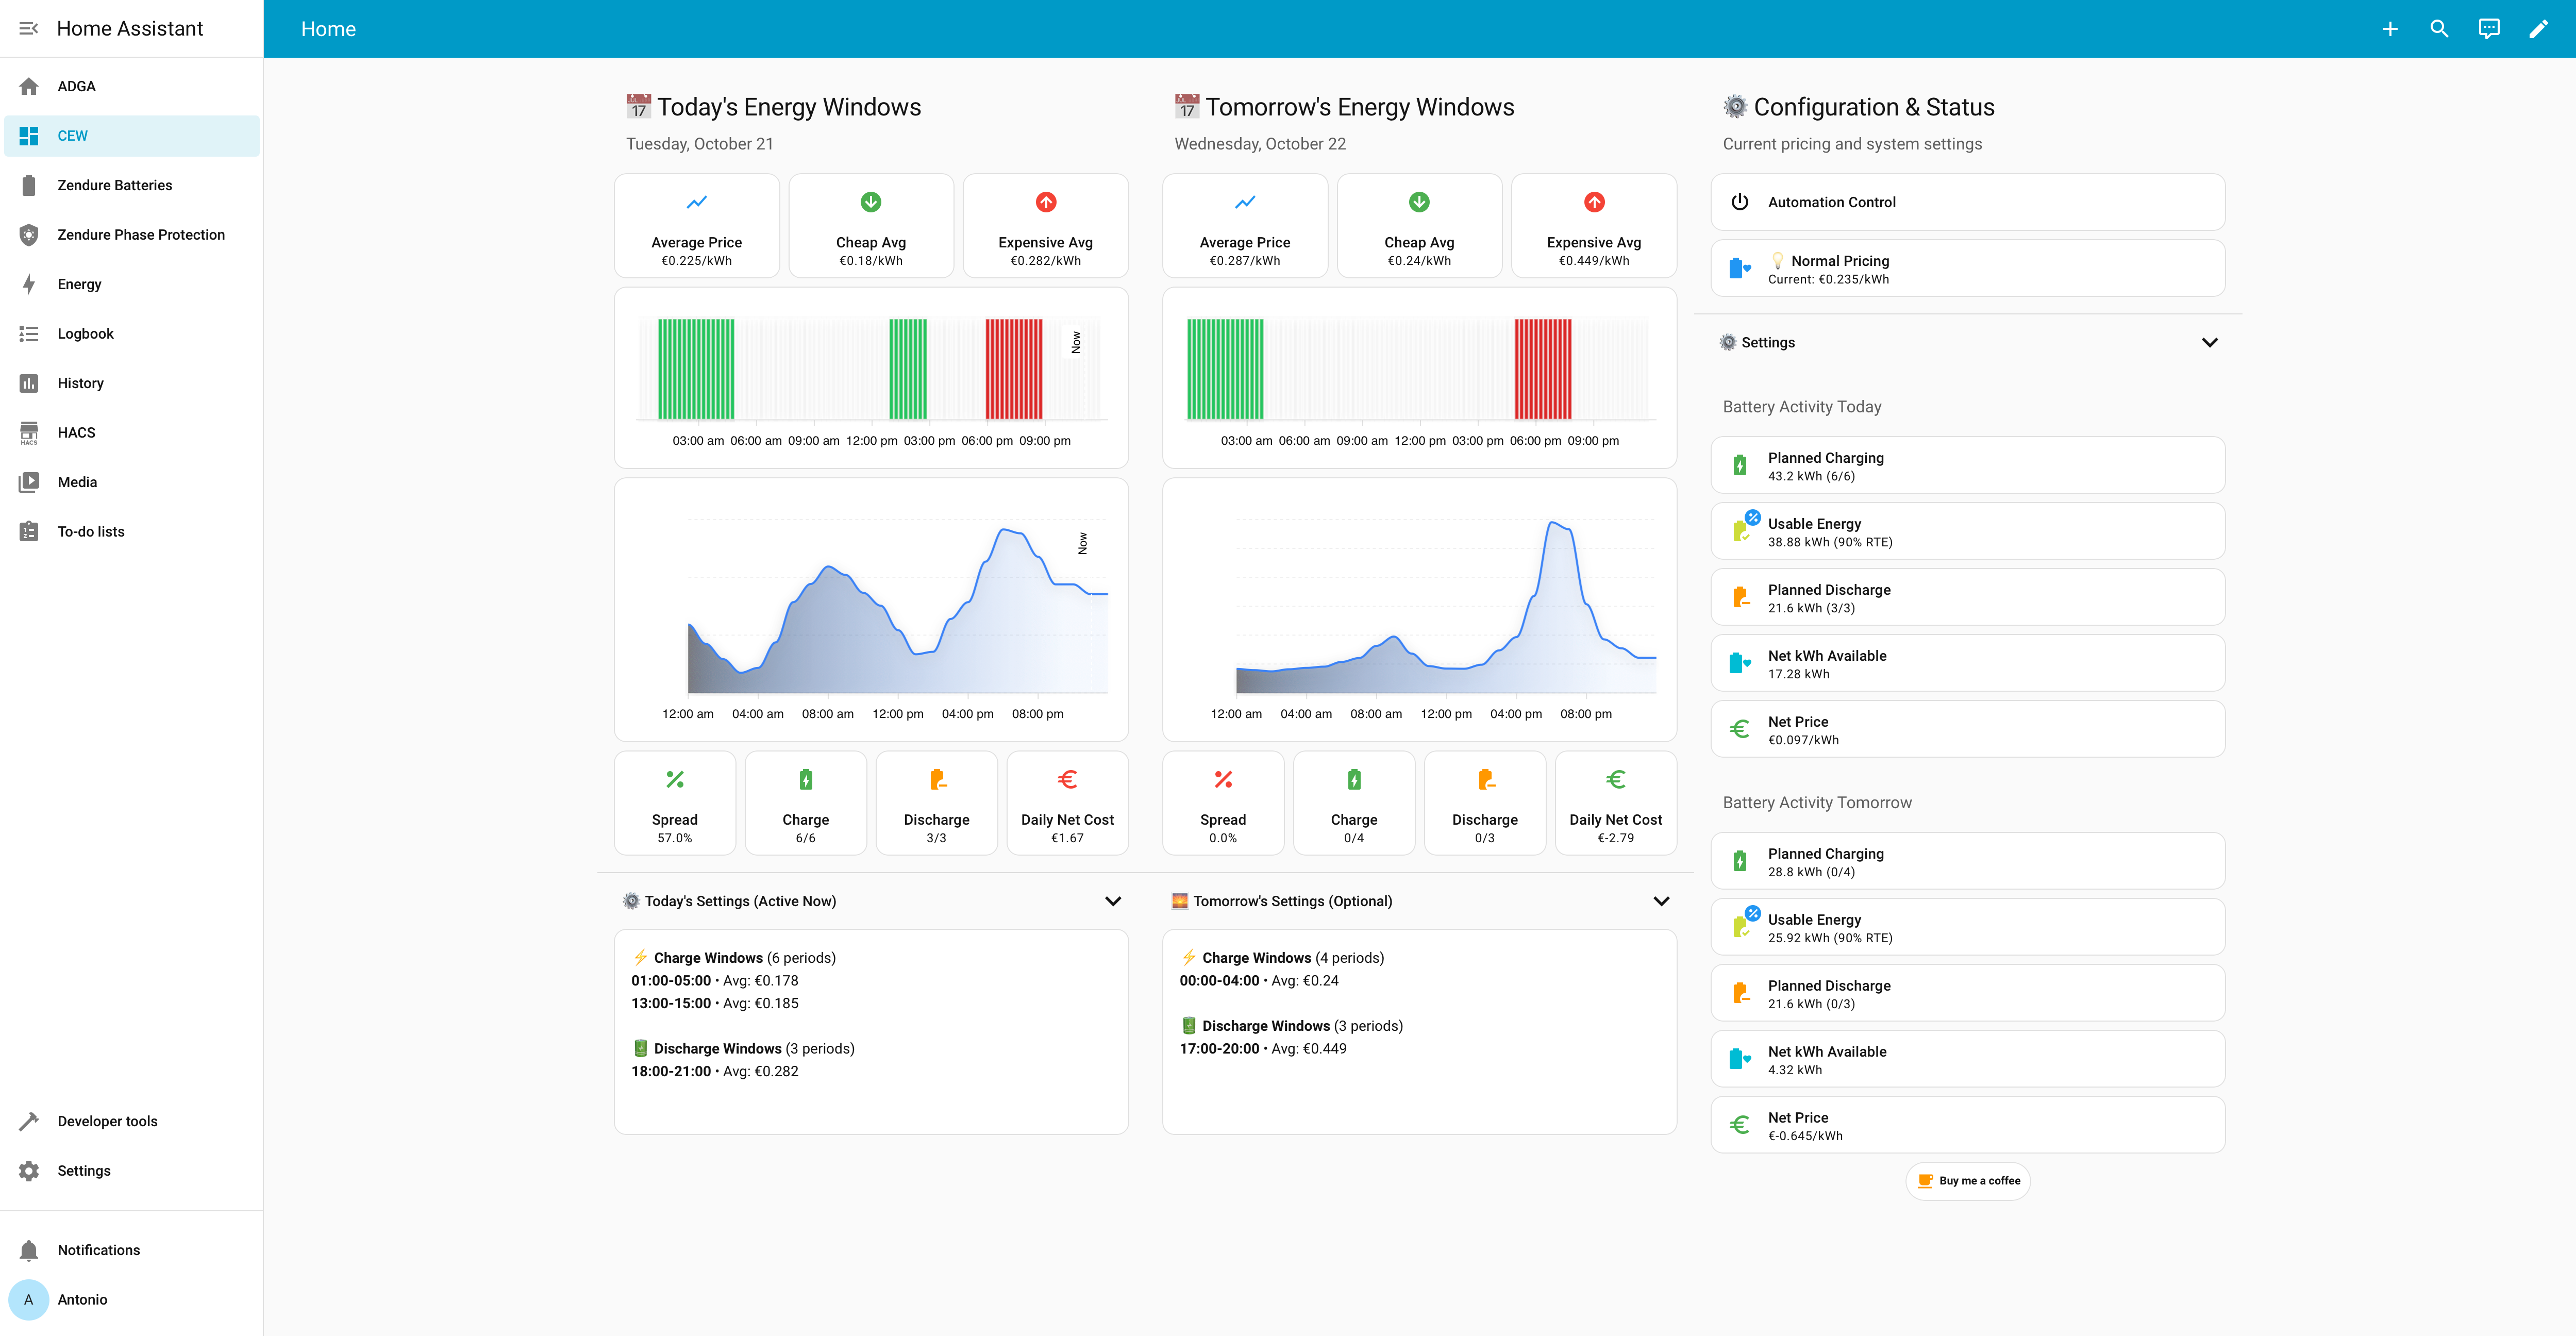 Home Assistant
ADGA
CEW
Zendure Batteries
Zendure Phase Protection
Energy
Logbook
History
HACS
HACS
Media
To-do lists
Developer tools
Settings
Notifications
A
Antonio
Home
17 Today's Energy Windows
Tuesday, October 21
Average Price
€0.225/kWh
Cheap Avg
€0.18/kWh
Expensive Avg
€0.282/kWh
Now
03:00 am 06:00 am 09:00 am 12:00 pm 03:00 pm 06:00 pm 09:00 pm
Now
12:00 am 04:00 am 08:00 am 12:00 pm 04:00 pm 08:00 pm
Spread
57.0%
Charge
6/6
Discharge
3/3
Daily Net Cost
€1.67
Today's Settings (Active Now)
Charge Windows (6 periods)
01:00-05:00 • Avg: €0.178
13:00-15:00 • Avg: €0.185
Discharge Windows (3 periods)
18:00-21:00 • Avg: €0.282
17 Tomorrow's Energy Windows
Wednesday, October 22
Average Price
€0.287/kWh
Cheap Avg
€0.24/kWh
Expensive Avg
€0.449/kWh
03:00 am 06:00 am 09:00 am 12:00 pm 03:00 pm 06:00 pm 09:00 pm
12:00 am 04:00 am 08:00 am 12:00 pm 04:00 pm 08:00 pm
Spread
0.0%
Charge
0/4
Discharge
0/3
Daily Net Cost
€-2.79
Tomorrow's Settings (Optional)
Charge Windows (4 periods)
00:00-04:00 • Avg: €0.24
Discharge Windows (3 periods)
17:00-20:00 • Avg: €0.449
Configuration & Status
Current pricing and system settings
Automation Control
Normal Pricing
Current: €0.235/kWh
Settings
Battery Activity Today
Planned Charging
43.2 kWh (6/6)
Usable Energy
38.88 kWh (90% RTE)
Planned Discharge
21.6 kWh (3/3)
Net kWh Available
17.28 kWh
Net Price
€0.097/kWh
Battery Activity Tomorrow
Planned Charging
28.8 kWh (0/4)
Usable Energy
25.92 kWh (90% RTE)
Planned Discharge
21.6 kWh (0/3)
Net kWh Available
4.32 kWh
Net Price
€-0.645/kWh
Buy me a coffee